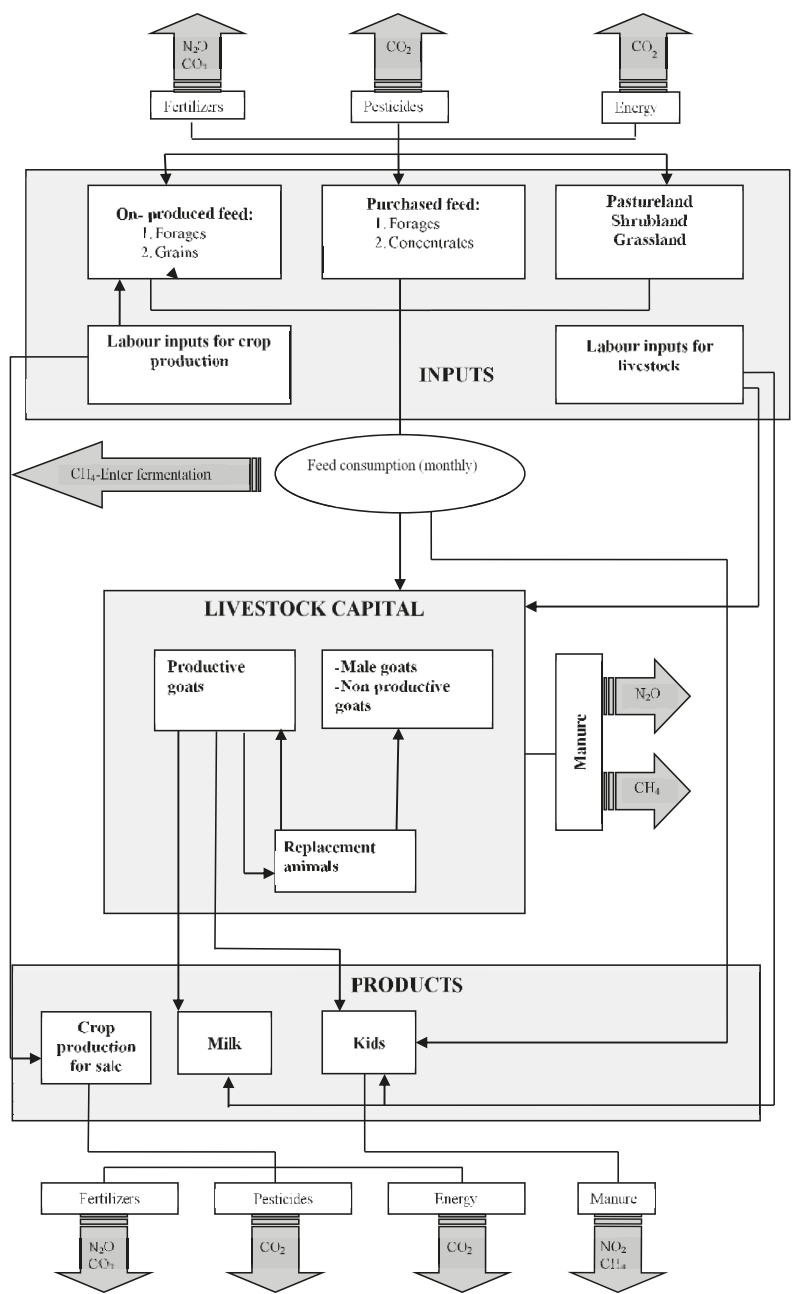 N₂O
CO₂
CO₂
CO₂
Fertilizers
Pesticides
Energy
On- produced feed:
1. Forages
2. Grains
Purchased feed:
1. Forages
2. Concentrates
Pastureland
Shrubland
Grassland
Labour inputs for crop
production
INPUTS
Labour inputs for
livestock
CH₄-Enter fermentation
Feed consumption (monthly)
LIVESTOCK CAPITAL
Productive
goats
-Male goats
-Non productive
goats
Replacement
animals
Manure
N₂O
CH₄
PRODUCTS
Crop
production
for sale
Milk
Kids
Fertilizers
Pesticides
Energy
Manure
N₂O
CO₂
CO₂
CO₂
NO₂
CH₄